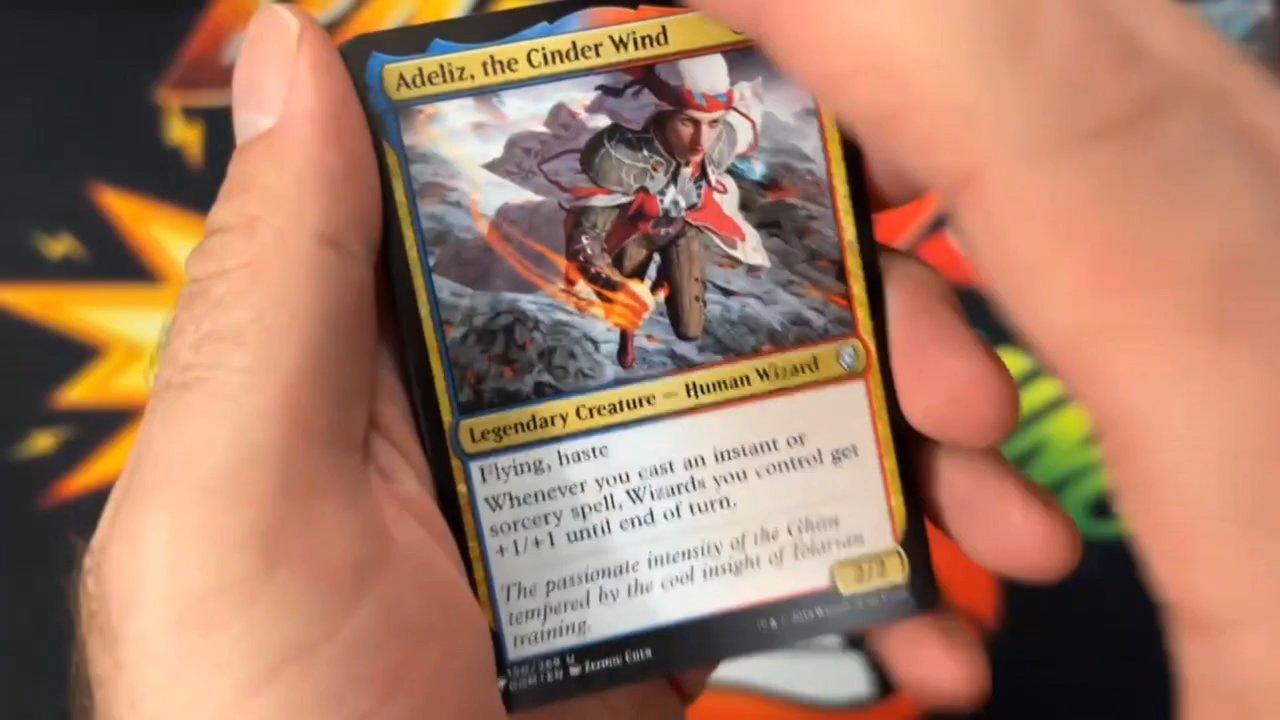 Adeliz, the Cinder Wind
Legendary Creature — Human Wizard
Flying, haste
Whenever you cast an instant or
sorcery spell, Wizards you control get
+1/+1 until end of turn.
The passionate intensity of the Ghitu
tempered by the cool insight of Tolarian
training.
2/2
Zezhou Chen